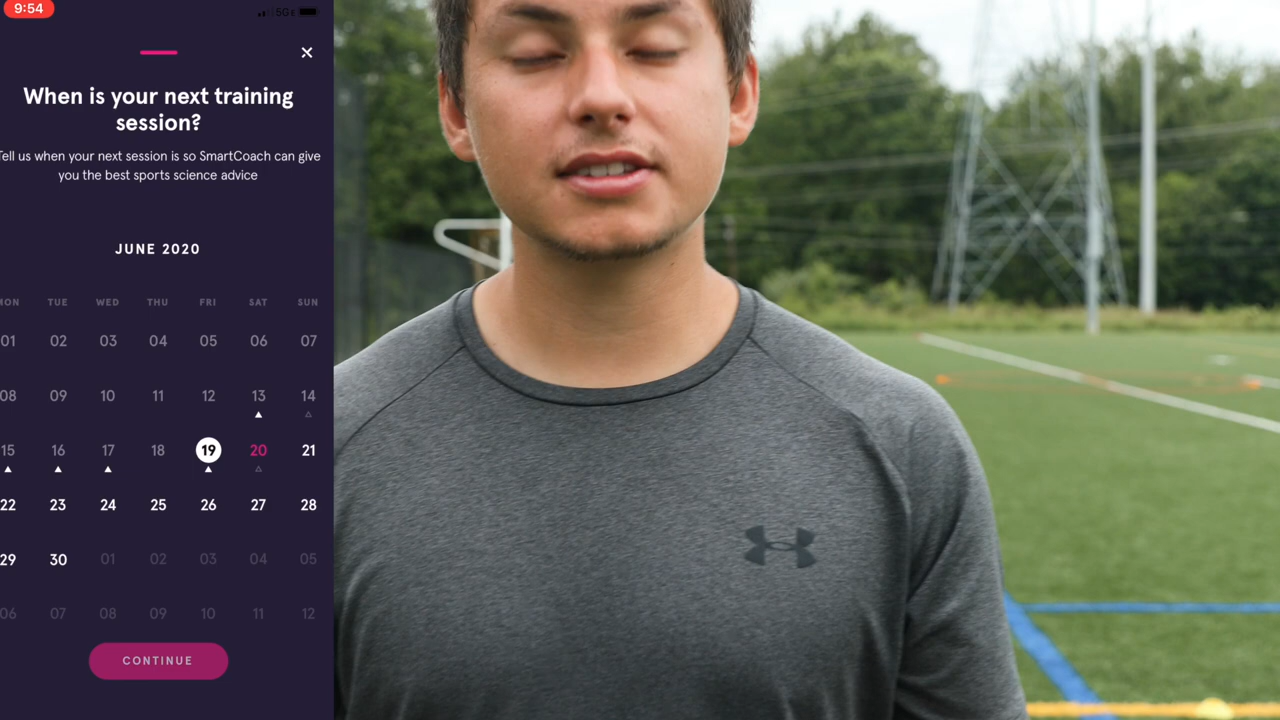 9:54
5G
When is your next training
session?
Tell us when your next session is so SmartCoach can give
you the best sports science advice
JUNE 2020
MON TUE WED THU FRI SAT SUN
01 02 03 04 05 06 07
08 09 10 11 12 13 14
15 16 17 18 19 20 21
22 23 24 25 26 27 28
29 30 01 02 03 04 05
06 07 08 09 10 11 12
CONTINUE